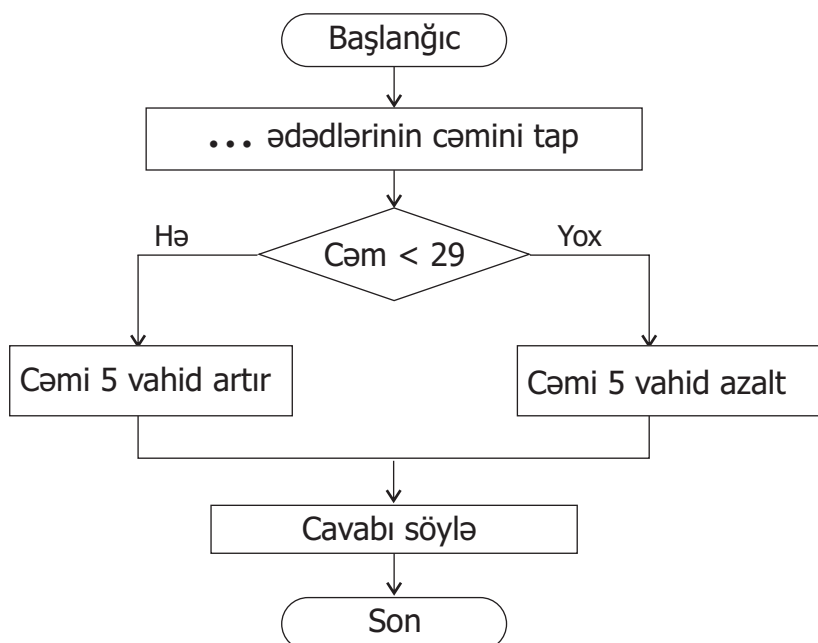 Başlanğıc
... ədədlərinin cəmini tap
Cəm < 29
Hə
Yox
Cəmi 5 vahid artır
Cəmi 5 vahid azalt
Cavabı söylə
Son